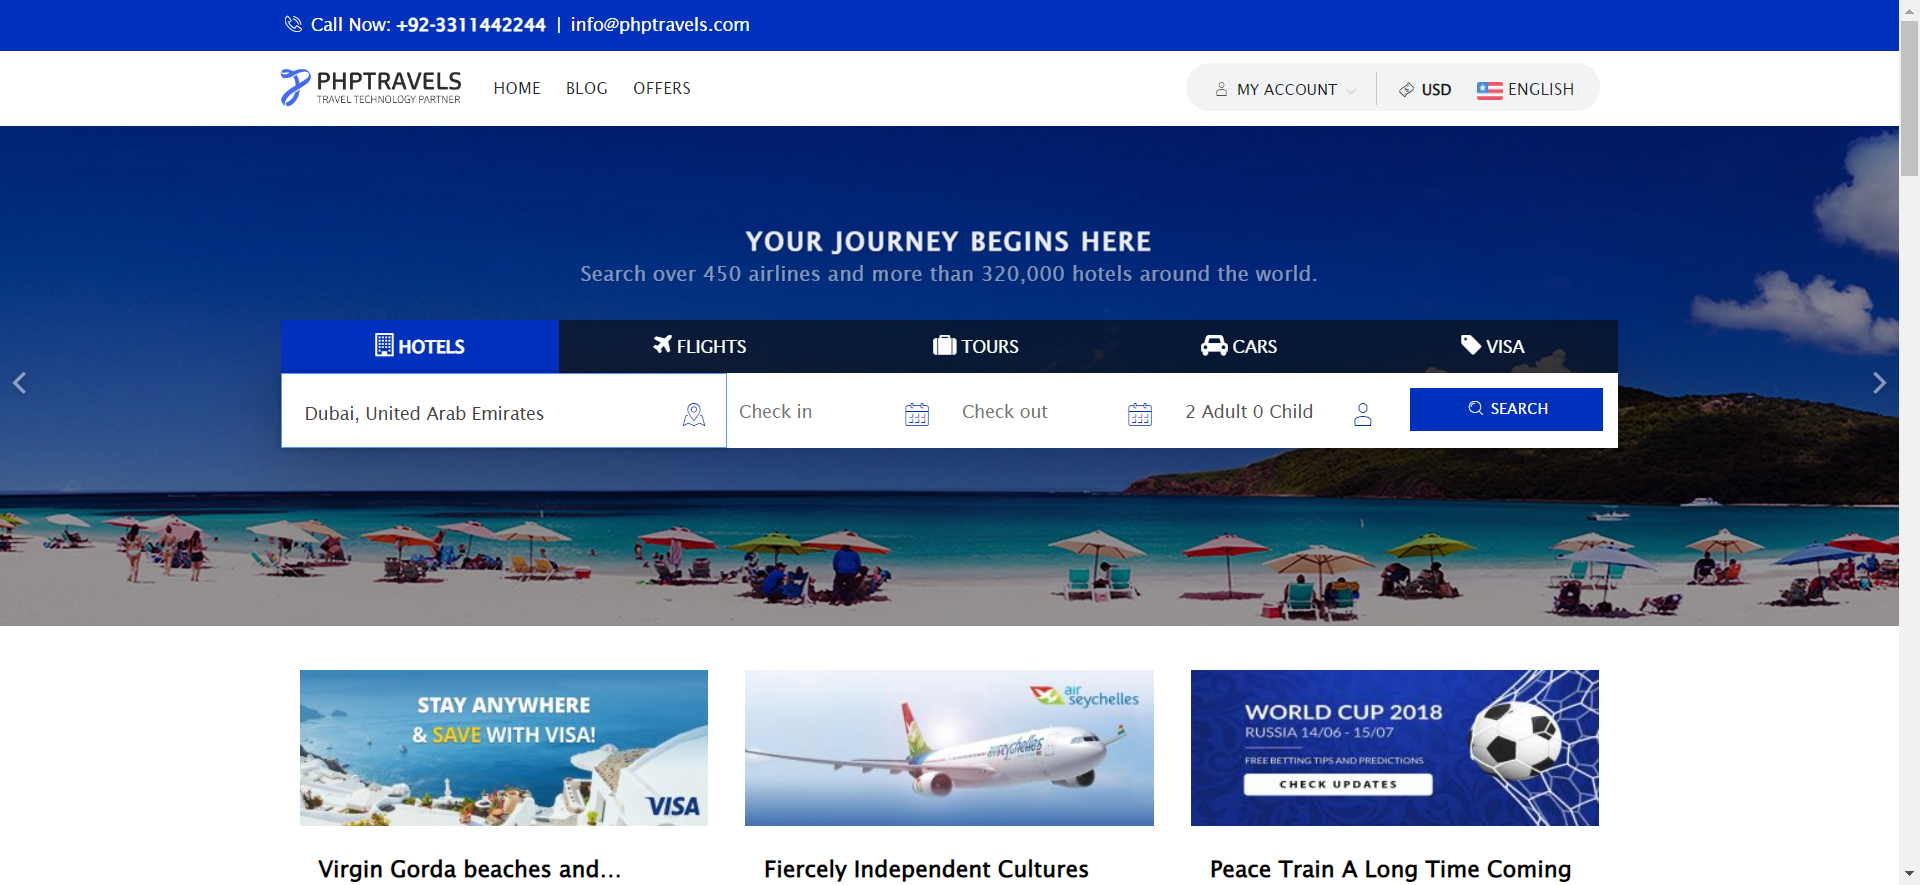 Call Now: +92-3311442244 | info@phptravels.com
PHPTRAVELS
TRAVEL TECHNOLOGY PARTNER
HOME BLOG OFFERS
MY ACCOUNT USD ENGLISH
YOUR JOURNEY BEGINS HERE
Search over 450 airlines and more than 320,000 hotels around the world.
HOTELS FLIGHTS TOURS CARS VISA
Dubai, United Arab Emirates Check in Check out 2 Adult 0 Child SEARCH
STAY ANYWHERE
& SAVE WITH VISA!
VISA
air
seychelles
airseychelles
WORLD CUP 2018
RUSSIA 14/06 - 15/07
FREE BETTING TIPS AND PREDICTIONS
CHECK UPDATES
Virgin Gorda beaches and...
Fiercely Independent Cultures
Peace Train A Long Time Coming